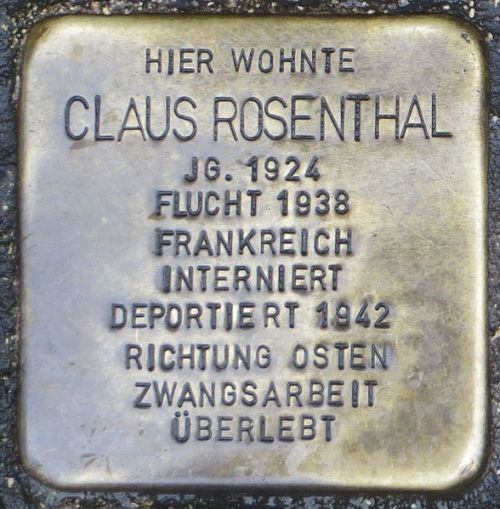 HIER WOHNTE
CLAUS ROSENTHAL
JG. 1924
FLUCHT 1938
FRANKREICH
INTERNIERT
DEPORTIERT 1942
RICHTUNG OSTEN
ZWANGSARBEIT
ÜBERLEBT